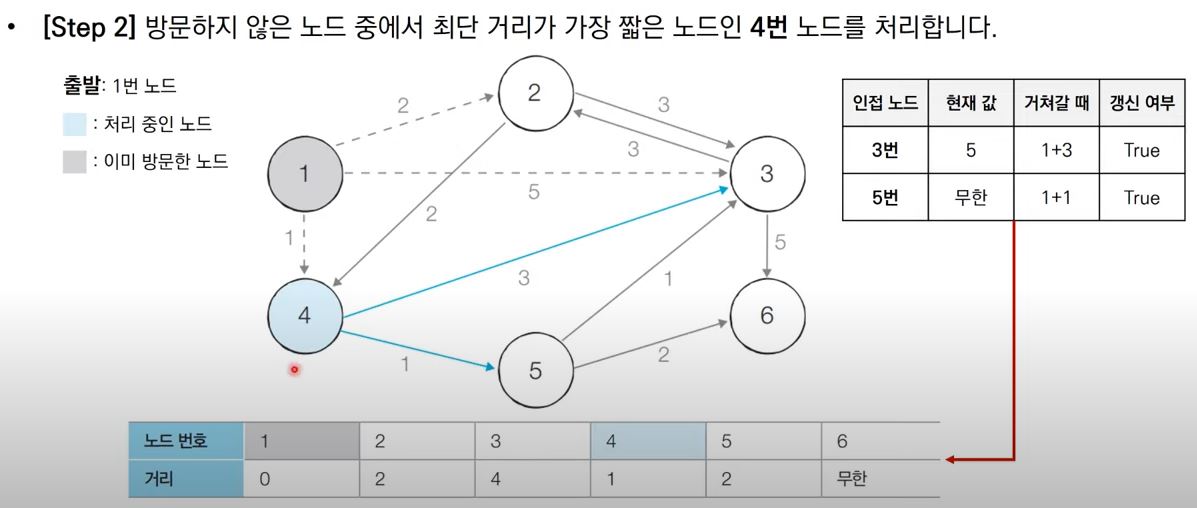 • [Step 2] 방문하지 않은 노드 중에서 최단 거리가 가장 짧은 노드인 4번 노드를 처리합니다.
출발: 1번 노드
: 처리 중인 노드
: 이미 방문한 노드
1
2
3
4
5
6
2
3
3
5
2
1
3
1
1
2
5
인접 노드 현재 값 거쳐갈 때 갱신 여부
3번 5 1+3 True
5번 무한 1+1 True
노드 번호 1 2 3 4 5 6
거리 0 2 4 1 2 무한